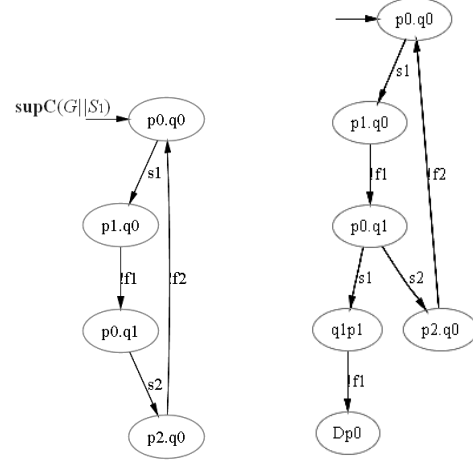 supC(G||S1)
p0.q0
s1
p1.q0
!f1
!f2
p0.q1
s2
p2.q0
p0.q0
s1
p1.q0
!f1
!f2
p0.q1
s1
s2
q1p1
p2.q0
!f1
Dp0